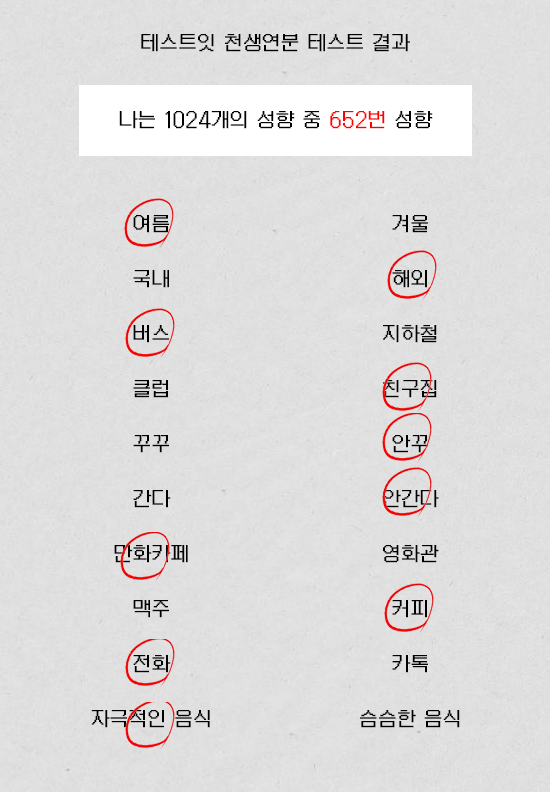 테스트잇 천생연분 테스트 결과
나는 1024개의 성향 중 652번 성향
여름 겨울
국내 해외
버스 지하철
클럽 친구집
꾸꾸 안꾸
간다 안간다
만화카페 영화관
맥주 커피
전화 카톡
자극적인 음식 슴슴한 음식